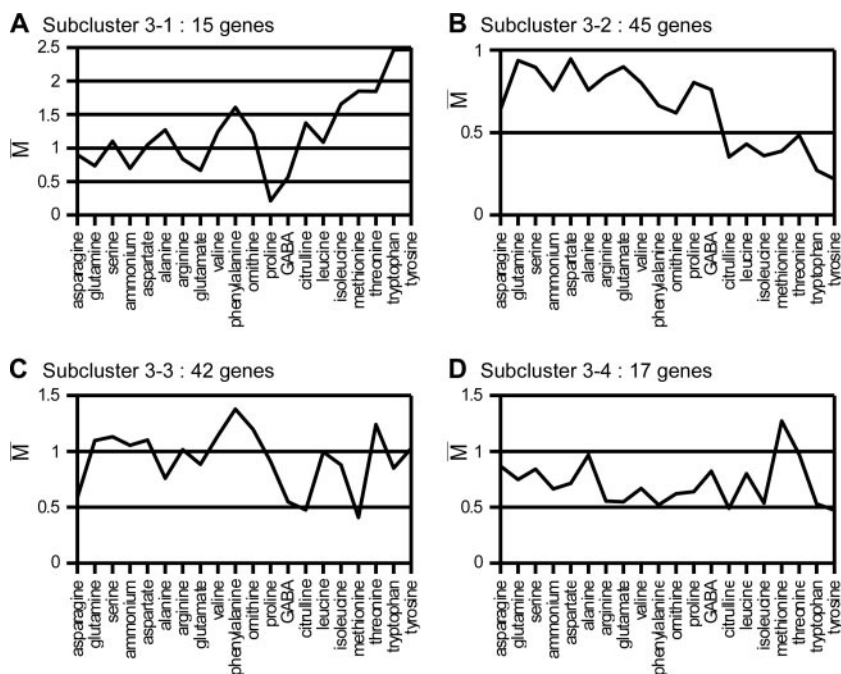 A Subcluster 3-1 : 15 genes
2.5
2
1.5
1
0.5
0
M
asparagine
glutamine
serine
ammonium
aspartate
alanine
arginine
glutamate
valine
phenylalanine
ornithine
proline
GABA
citrulline
leucine
isoleucine
methionine
threonine
tryptophan
tyrosine
B Subcluster 3-2 : 45 genes
1
0.5
0
M
asparagine
glutamine
serine
ammonium
aspartate
alanine
arginine
glutamate
valine
phenylalanine
ornithine
proline
GABA
citrulline
leucine
isoleucine
methionine
threonine
tryptophan
tyrosine
C Subcluster 3-3 : 42 genes
1.5
1
0.5
0
M
asparagine
glutamine
serine
ammonium
aspartate
alanine
arginine
glutamate
valine
phenylalanine
ornithine
proline
GABA
citrulline
leucine
isoleucine
methionine
threonine
tryptophan
tyrosine
D Subcluster 3-4 : 17 genes
1.5
1
0.5
0
M
asparagine
glutamine
serine
ammonium
aspartate
alanine
arginine
glutamate
valine
phenylalanine
ornithine
proline
GABA
citrulline
leucine
isoleucine
methionine
threonine
tryptophan
tyrosine